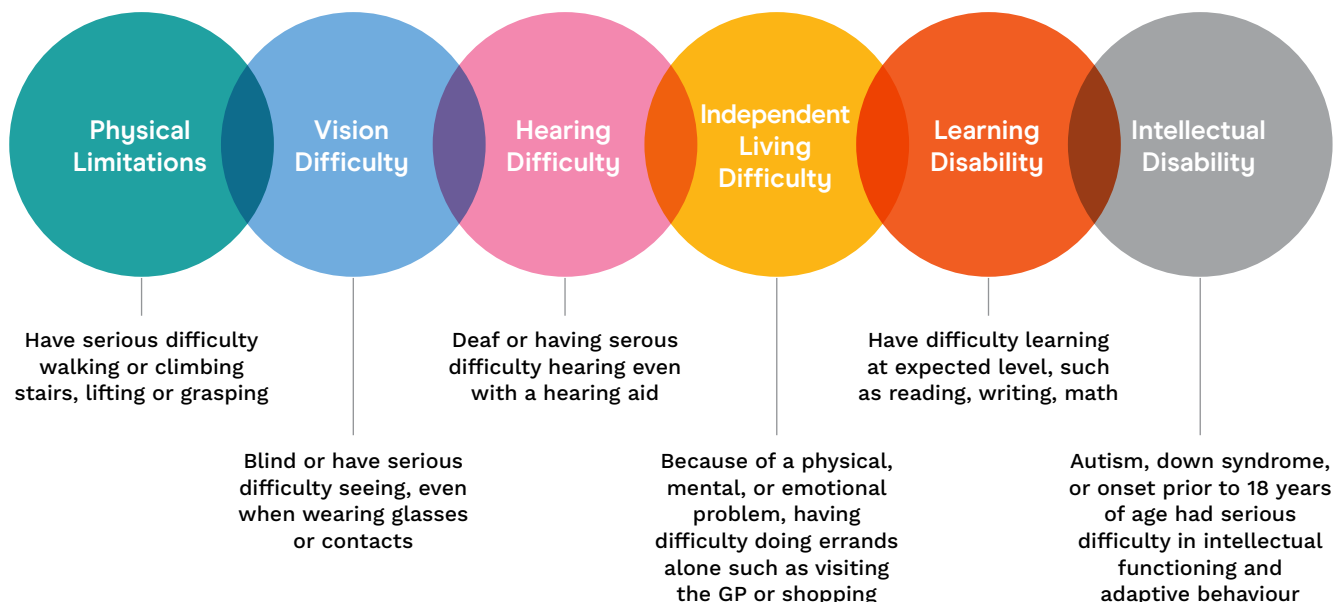 Physical
Limitations
Vision
Difficulty
Hearing
Difficulty
Independent
Living
Difficulty
Learning
Disability
Intellectual
Disability
Have serious difficulty
walking or climbing
stairs, lifting or grasping
Blind or have serious
difficulty seeing, even
when wearing glasses
or contacts
Deaf or having serous
difficulty hearing even
with a hearing aid
Because of a physical,
mental, or emotional
problem, having
difficulty doing errands
alone such as visiting
the GP or shopping
Have difficulty learning
at expected level, such
as reading, writing, math
Autism, down syndrome,
or onset prior to 18 years
of age had serious
difficulty in intellectual
functioning and
adaptive behaviour